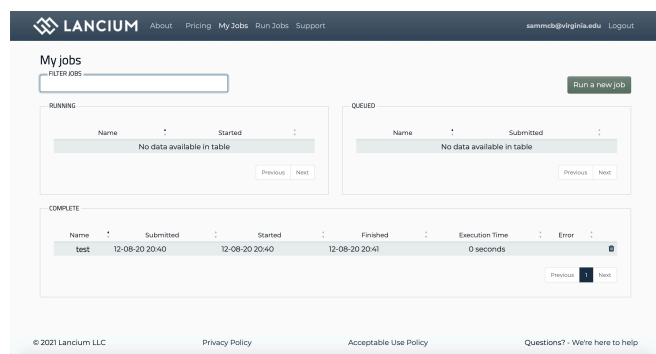 LANCIUM About Pricing My Jobs Run Jobs Support sammcb@virginia.edu Logout
My jobs
FILTER JOBS
Run a new job
RUNNING
Name Started
No data available in table
Previous Next
QUEUED
Name Submitted
No data available in table
Previous Next
COMPLETE
Name Submitted Started Finished Execution Time Error
test 12-08-20 20:40 12-08-20 20:40 12-08-20 20:41 0 seconds
Previous 1 Next
© 2021 Lancium LLC Privacy Policy Acceptable Use Policy Questions? - We're here to help